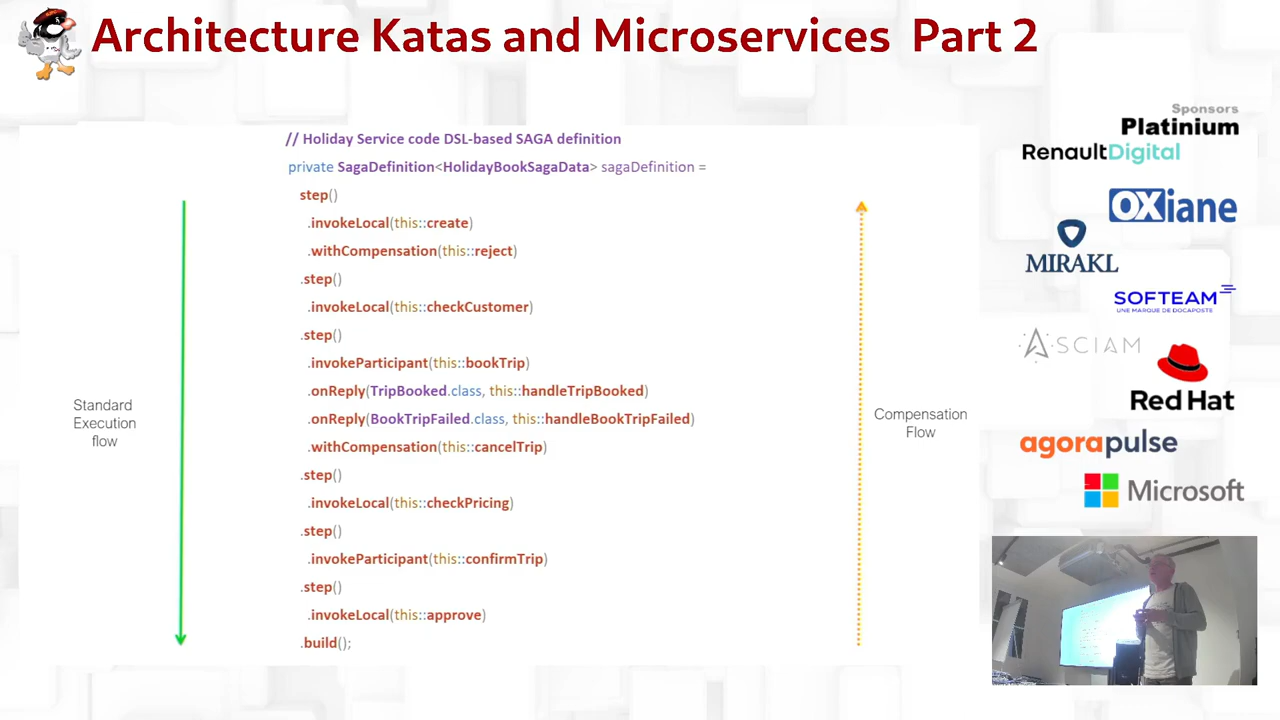 Architecture Katas and Microservices Part 2
// Holiday Service code DSL-based SAGA definition
private SagaDefinition<HolidayBookSagaData> sagaDefinition =
step()
.invokeLocal(this::create)
.withCompensation(this::reject)
.step()
.invokeLocal(this::checkCustomer)
.step()
.invokeParticipant(this::bookTrip)
.onReply(TripBooked.class, this::handleTripBooked)
.onReply(BookTripFailed.class, this::handleBookTripFailed)
.withCompensation(this::cancelTrip)
.step()
.invokeLocal(this::checkPricing)
.step()
.invokeParticipant(this::confirmTrip)
.step()
.invokeLocal(this::approve)
.build();
Standard
Execution
flow
Compensation
Flow
Sponsors
Platinium
RenaultDigital
OXiane
MIRAKL
SOFTEAM
UNE MARQUE DE DOCAPOSTE
ASCIAM
Red Hat
agorapulse
Microsoft